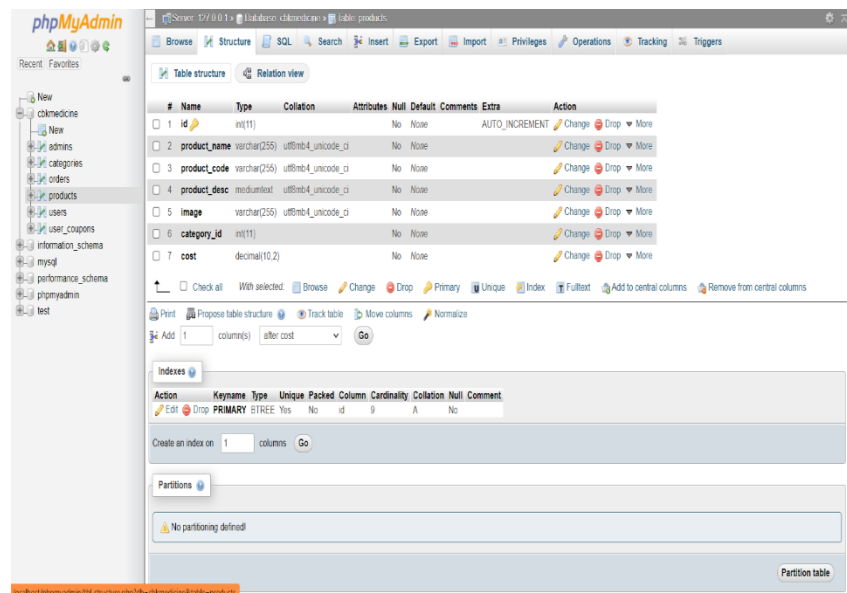 phpMyAdmin
Recent Favorites
New
cbkmedicine
New
admins
categories
orders
products
users
user_coupons
information_schema
mysql
performance_schema
phpmyadmin
test
Server: 127.0.0.1 » Database: cbkmedicine » Table: products
Browse Structure SQL Search Insert Export Import Privileges Operations Tracking Triggers
Table structure Relation view
# Name Type Collation Attributes Null Default Comments Extra Action
1 id int(11) No None AUTO_INCREMENT Change Drop More
2 product_name varchar(255) utf8mb4_unicode_ci No None Change Drop More
3 product_code varchar(255) utf8mb4_unicode_ci No None Change Drop More
4 product_desc mediumtext utf8mb4_unicode_ci No None Change Drop More
5 image varchar(255) utf8mb4_unicode_ci No None Change Drop More
6 category_id int(11) No None Change Drop More
7 cost decimal(10,2) No None Change Drop More
Check all With selected: Browse Change Drop Primary Unique Index Fulltext Add to central columns Remove from central columns
Print Propose table structure Track table Move columns Normalize
Add 1 column(s) after cost Go
Indexes
Action Keyname Type Unique Packed Column Cardinality Collation Null Comment
Edit Drop PRIMARY BTREE Yes No id 9 A No
Create an index on 1 columns Go
Partitions
No partitioning defined!
Partition table